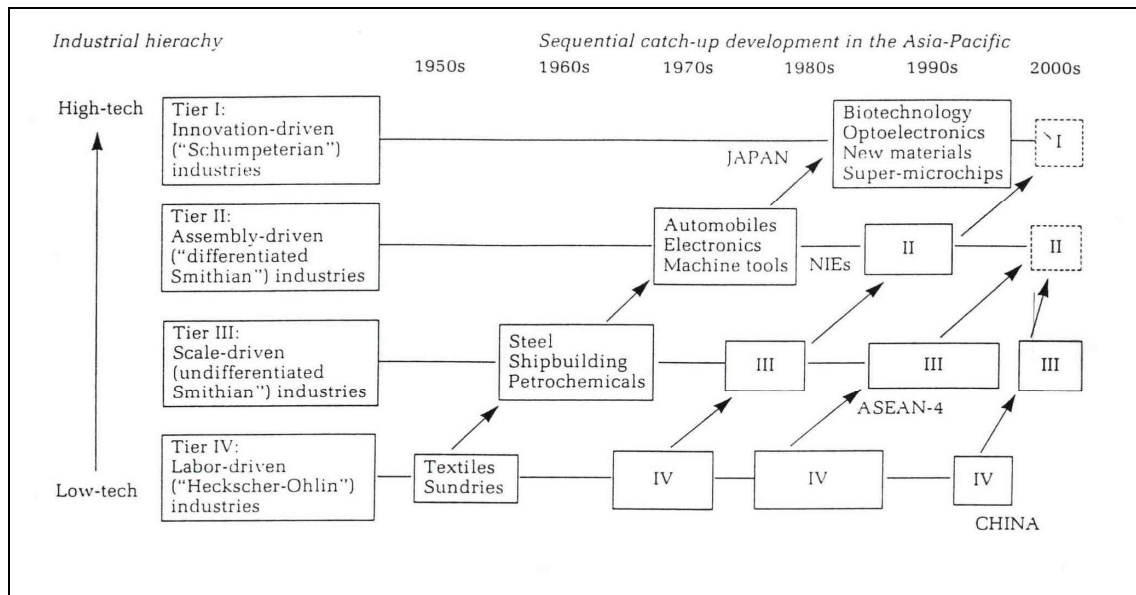 Industrial hierachy
Sequential catch-up development in the Asia-Pacific
1950s 1960s 1970s 1980s 1990s 2000s
High-tech
Tier I:
Innovation-driven
("Schumpeterian")
industries
JAPAN
Biotechnology
Optoelectronics
New materials
Super-microchips
I
Tier II:
Assembly-driven
("differentiated
Smithian") industries
Automobiles
Electronics
Machine tools
NIEs
II
II
Tier III:
Scale-driven
(undifferentiated
Smithian") industries
Steel
Shipbuilding
Petrochemicals
III
III
III
ASEAN-4
Low-tech
Tier IV:
Labor-driven
("Heckscher-Ohlin")
industries
Textiles
Sundries
IV
IV
IV
CHINA